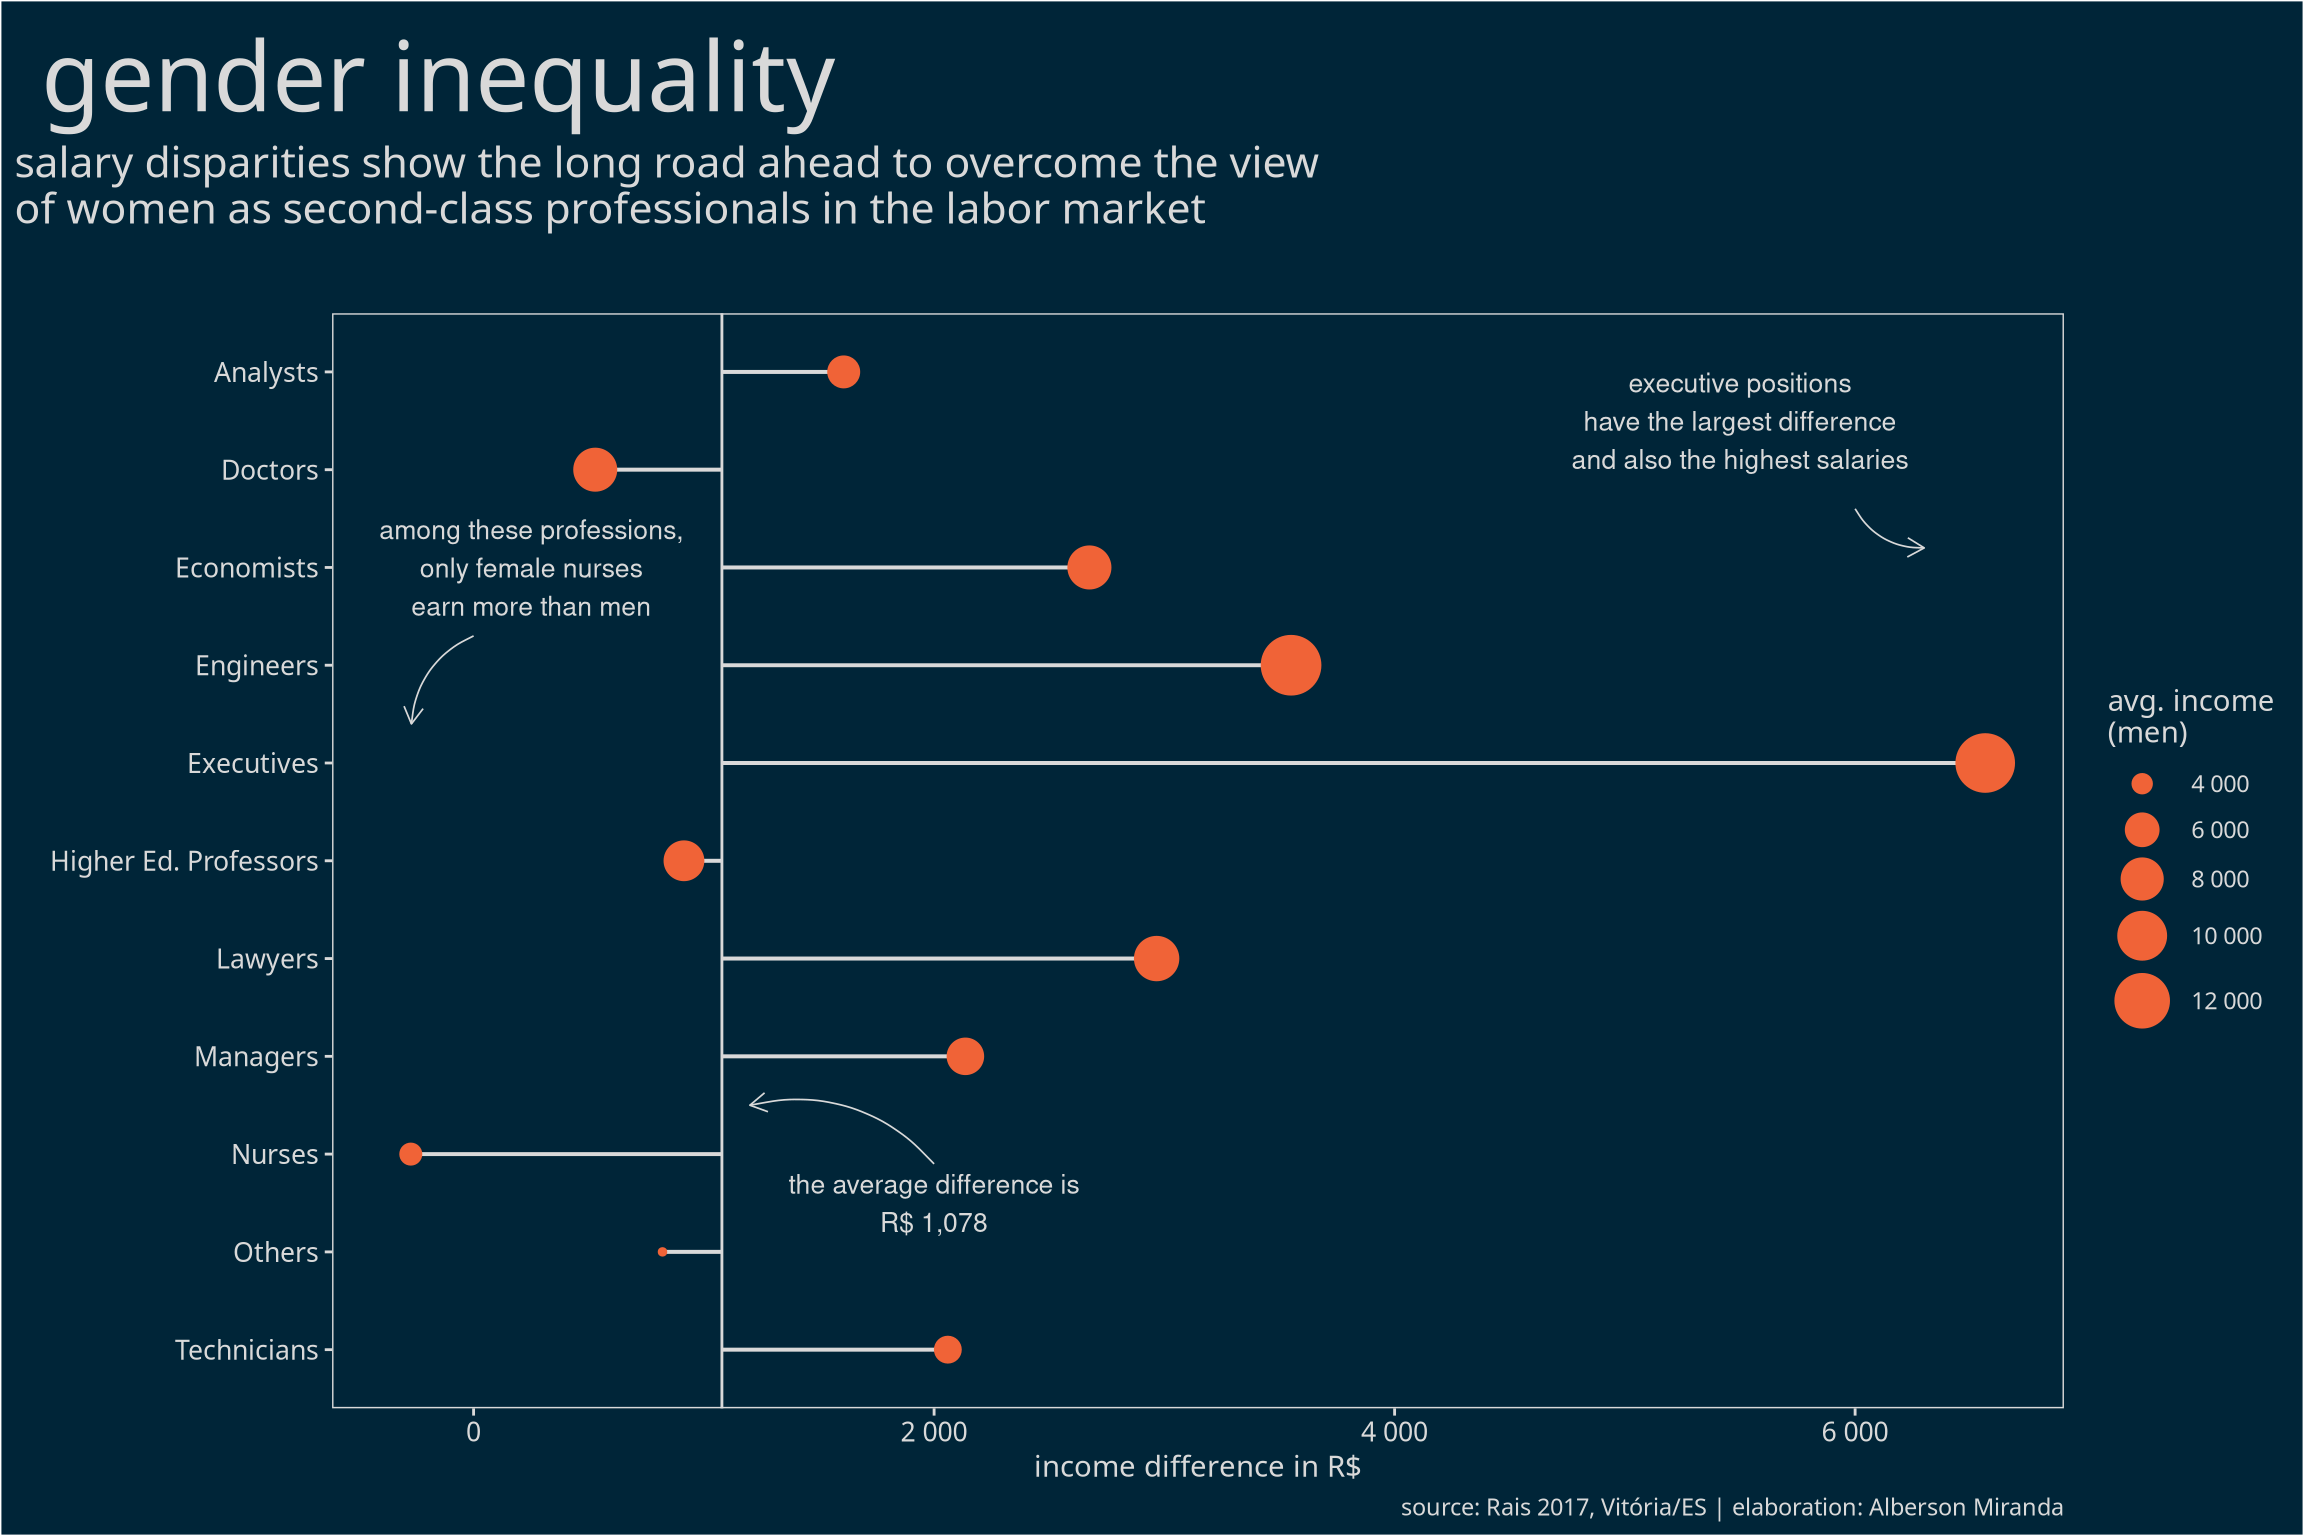 gender inequality
salary disparities show the long road ahead to overcome the view
of women as second-class professionals in the labor market
Analysts
Doctors
Economists
Engineers
Executives
Higher Ed. Professors
Lawyers
Managers
Nurses
Others
Technicians
executive positions
have the largest difference
and also the highest salaries
among these professions,
only female nurses
earn more than men
the average difference is
R$ 1,078
0
2 000
4 000
6 000
income difference in R$
avg. income
(men)
4 000
6 000
8 000
10 000
12 000
source: Rais 2017, Vitória/ES | elaboration: Alberson Miranda